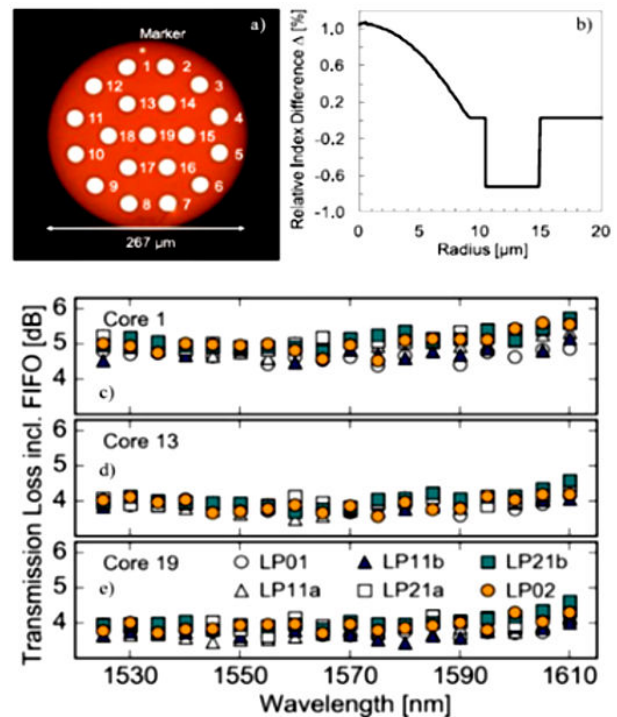 Marker
a)
*
1 2
12 3
13 14
11 4
18 19 15
10 5
17 16
9 6
8 7
267 µm
b)
Relative Index Difference Δ [%]
1.0
0.6
0.2
-0.2
-0.6
-1.0
0 5 10 15 20
Radius [µm]
Transmission Loss incl. FIFO [dB]
6
5
4
Core 1
c)
6
5
4
Core 13
d)
6
5
4
Core 19
e)
LP01 LP11b LP21b
LP11a LP21a LP02
1530 1550 1570 1590 1610
Wavelength [nm]